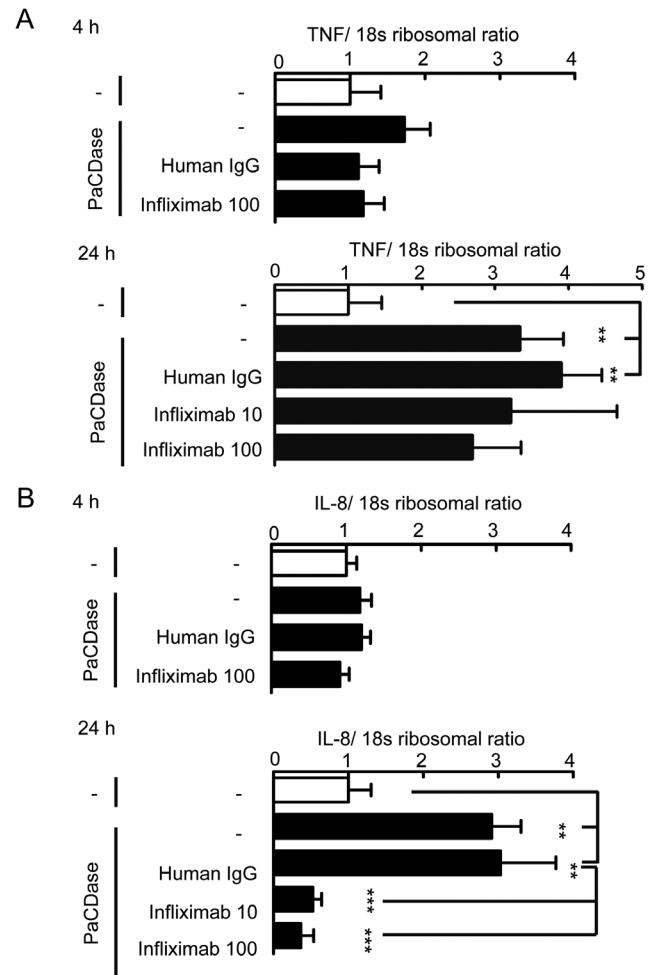 A
4 h
TNF/ 18s ribosomal ratio
0 1 2 3 4
- -
PaCDase
-
Human IgG
Infliximab 100
24 h
TNF/ 18s ribosomal ratio
0 1 2 3 4 5
- -
PaCDase
- **
Human IgG **
Infliximab 10
Infliximab 100
B
4 h
IL-8/ 18s ribosomal ratio
0 1 2 3 4
- -
PaCDase
-
Human IgG
Infliximab 100
24 h
IL-8/ 18s ribosomal ratio
0 1 2 3 4
- -
PaCDase
- **
Human IgG **
Infliximab 10 ***
Infliximab 100 ***